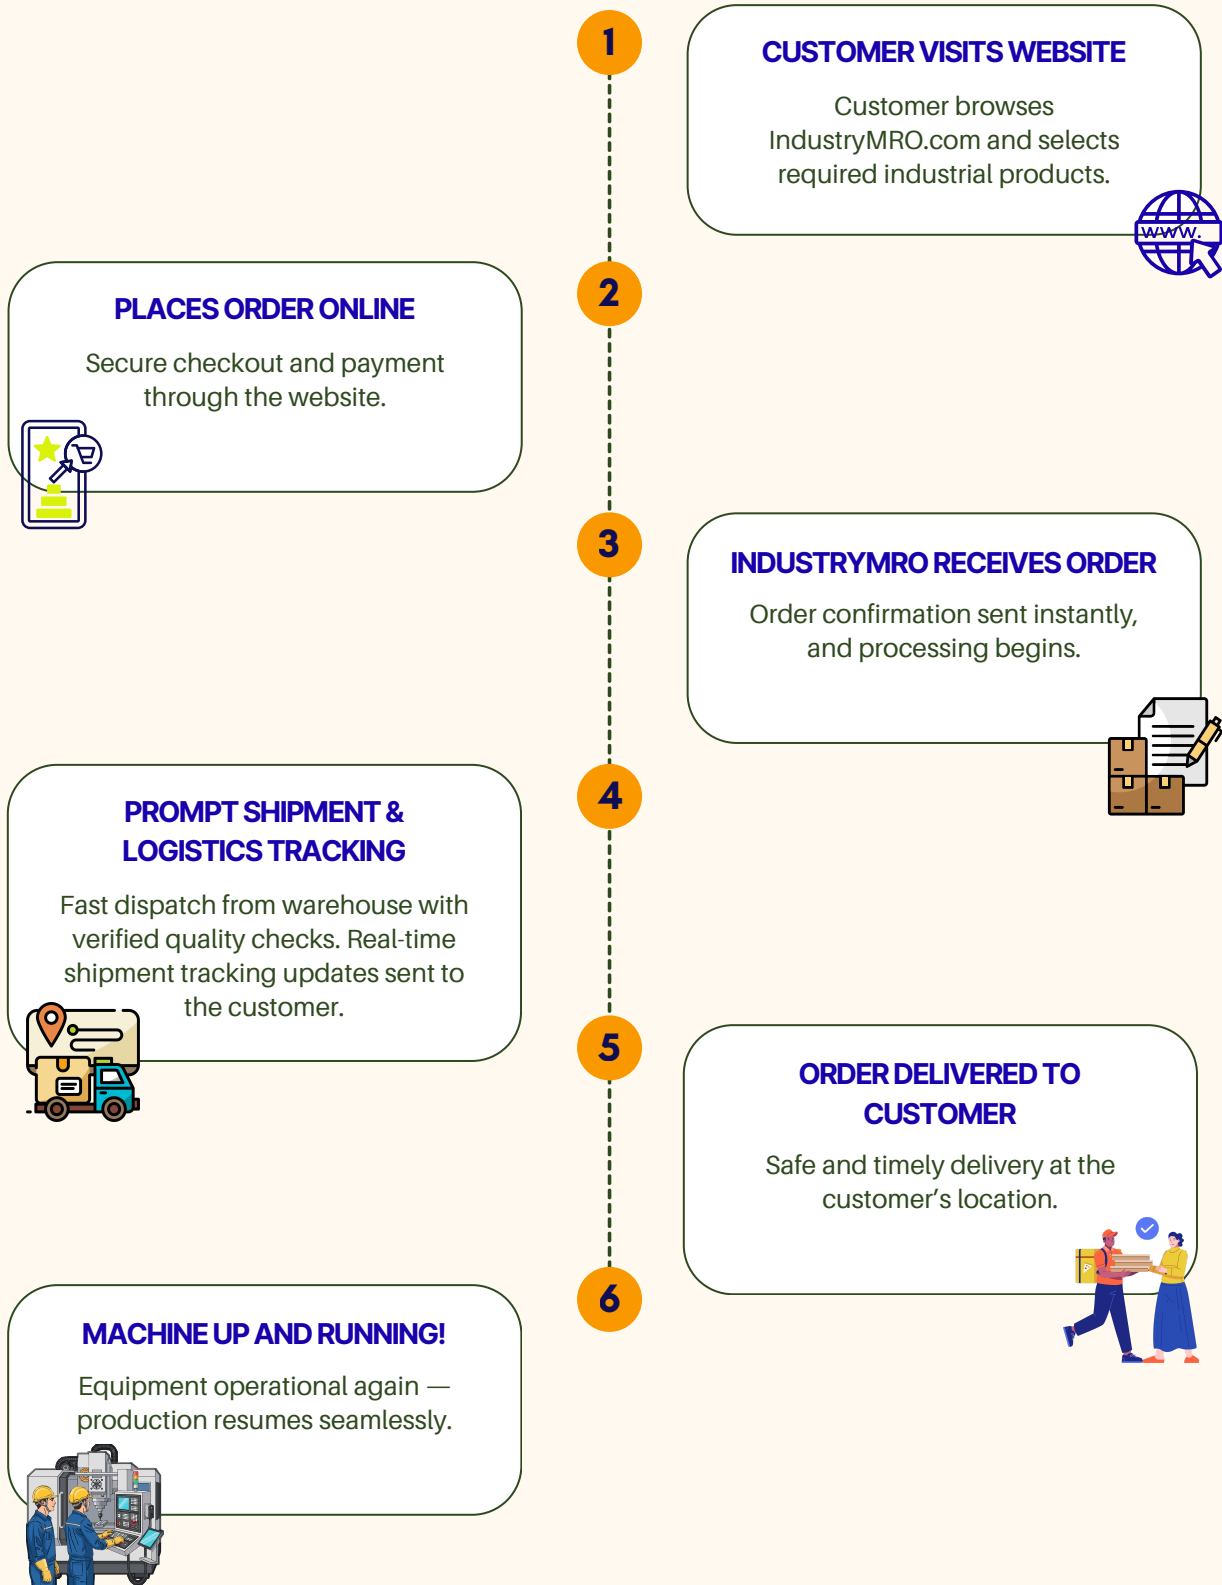 1
CUSTOMER VISITS WEBSITE
Customer browses
IndustryMRO.com and selects
required industrial products.
www.
2
PLACES ORDER ONLINE
Secure checkout and payment
through the website.
3
INDUSTRYMRO RECEIVES ORDER
Order confirmation sent instantly,
and processing begins.
4
PROMPT SHIPMENT &
LOGISTICS TRACKING
Fast dispatch from warehouse with
verified quality checks. Real-time
shipment tracking updates sent to
the customer.
5
ORDER DELIVERED TO
CUSTOMER
Safe and timely delivery at the
customer’s location.
6
MACHINE UP AND RUNNING!
Equipment operational again —
production resumes seamlessly.